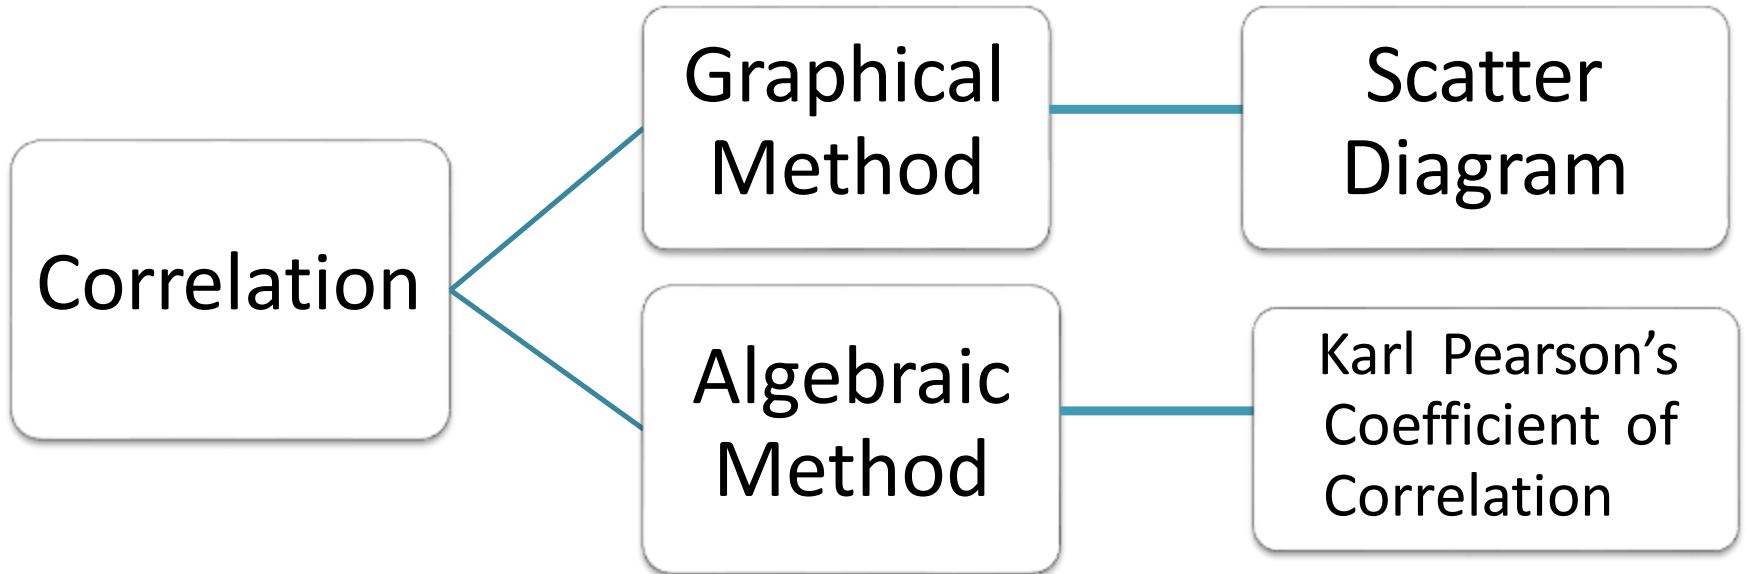 Correlation
Graphical
Method
Scatter
Diagram
Algebraic
Method
Karl Pearson’s
Coefficient of
Correlation